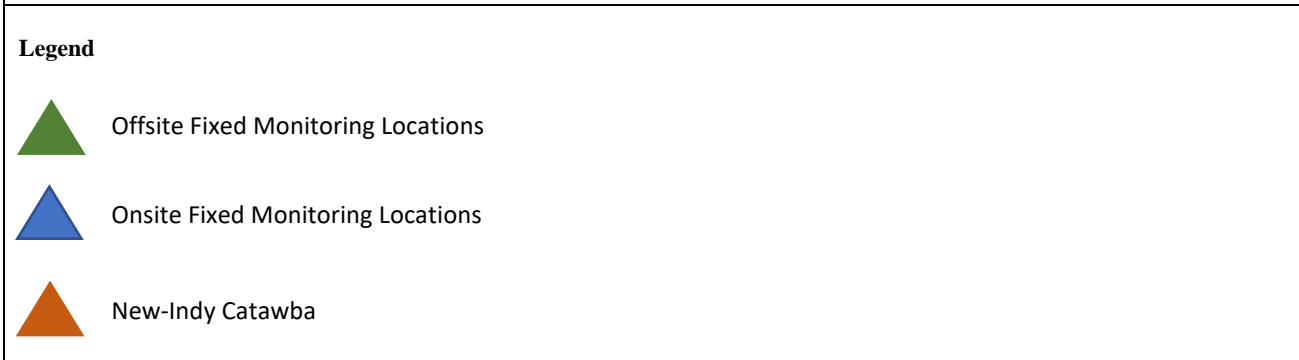 Legend
Offsite Fixed Monitoring Locations
Onsite Fixed Monitoring Locations
New-Indy Catawba